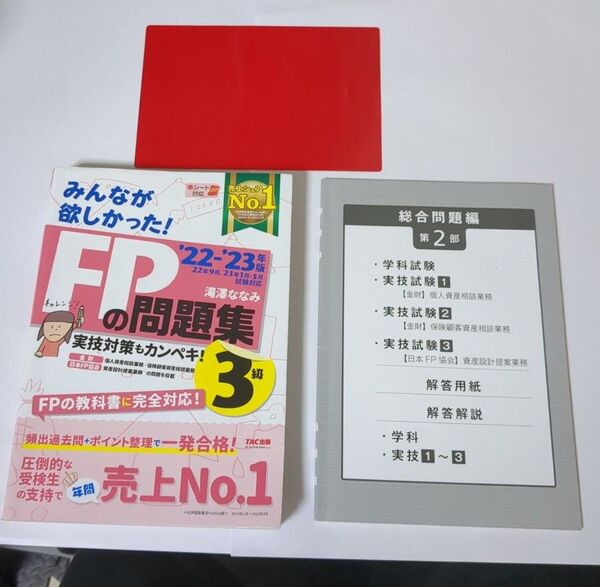 みんなが
欲しかった!
赤シート
対応
売上シェア
No.1
'22-'23年版
'22年9月、'23年1月・5月
試験対応
滝澤ななみ
FPの問題集
チャレンジ!
実技対策もカンペキ!
金財
個人資産相談業務・保険顧客資産相談業務
日本FP協会
資産設計提案業務 の問題を収載
3級
FPの教科書に完全対応!
頻出過去問+ポイント整理で一発合格!
TAC出版
圧倒的な
受検生
の支持で
年間
売上No.1
総合問題編
第2部
・学科試験
・実技試験1
【金財】個人資産相談業務
・実技試験2
【金財】保険顧客資産相談業務
・実技試験3
【日本FP協会】資産設計提案業務
解答用紙
解答解説
・学科
・実技1〜3